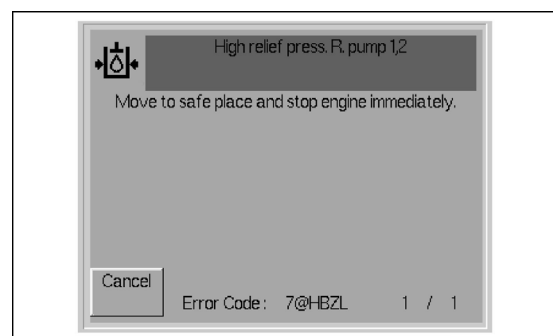 High relief press. R. pump 1,2
Move to safe place and stop engine immediately.
Cancel
Error Code : 7@HBZL 1 / 1